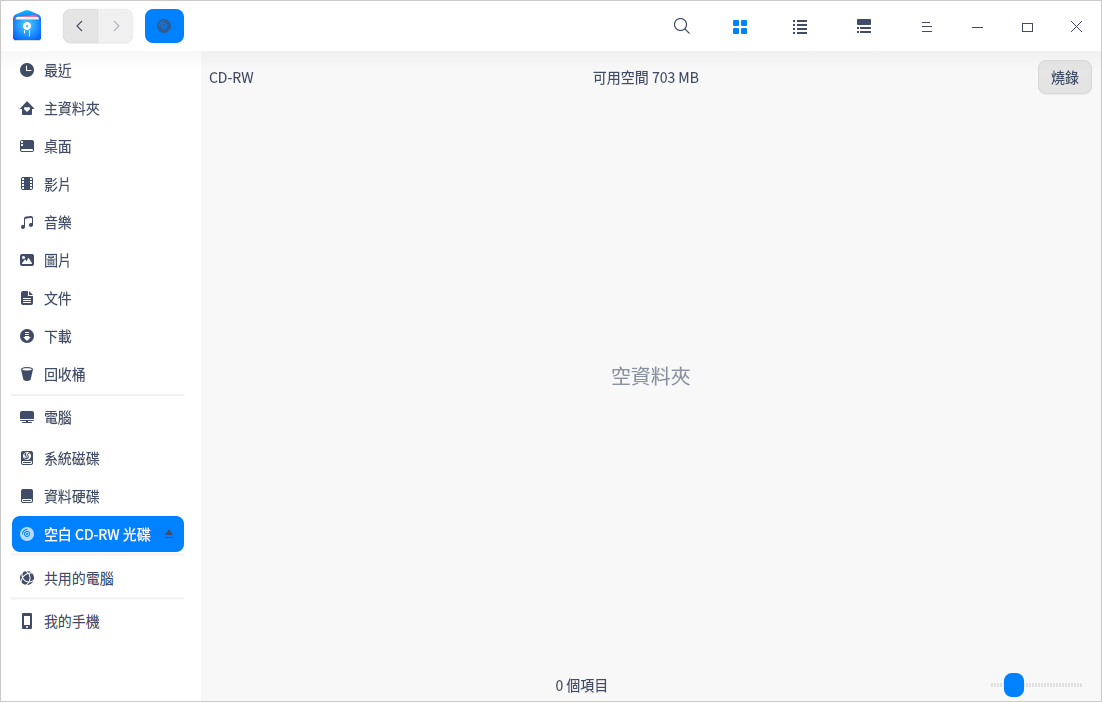 CD-RW
可用空間 703 MB
燒錄
最近
主資料夾
桌面
影片
音樂
圖片
文件
下載
回收桶
電腦
系統磁碟
資料硬碟
空白 CD-RW 光碟
共用的電腦
我的手機
空資料夾
0 個項目